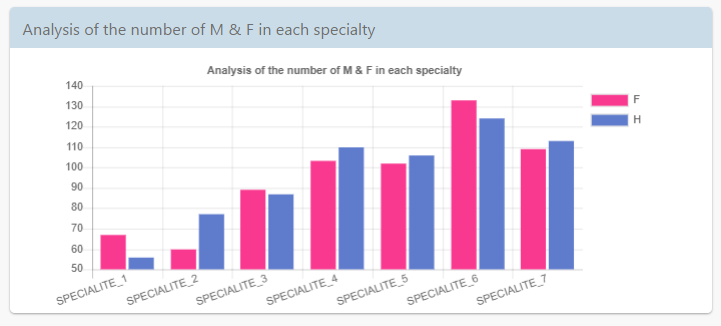 Analysis of the number of M & F in each specialty
Analysis of the number of M & F in each specialty
140
130
120
110
100
90
80
70
60
50
SPECIALITE_1
SPECIALITE_2
SPECIALITE_3
SPECIALITE_4
SPECIALITE_5
SPECIALITE_6
SPECIALITE_7
F
H